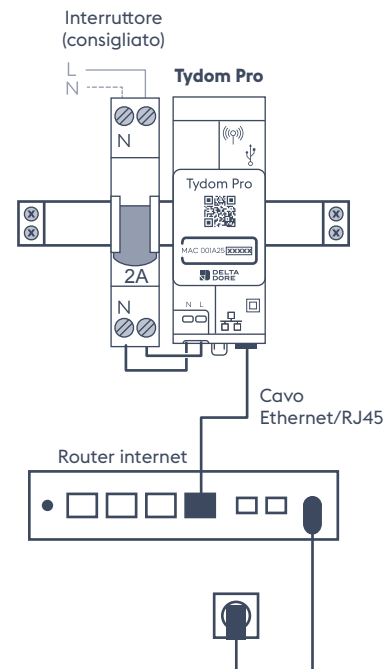 Interruttore
(consigliato)
L
N
Tydom Pro
N
Tydom Pro
MAC 001A25 XXXXX
DELTA
DORE
2A
N
N L
Cavo
Ethernet/RJ45
Router internet